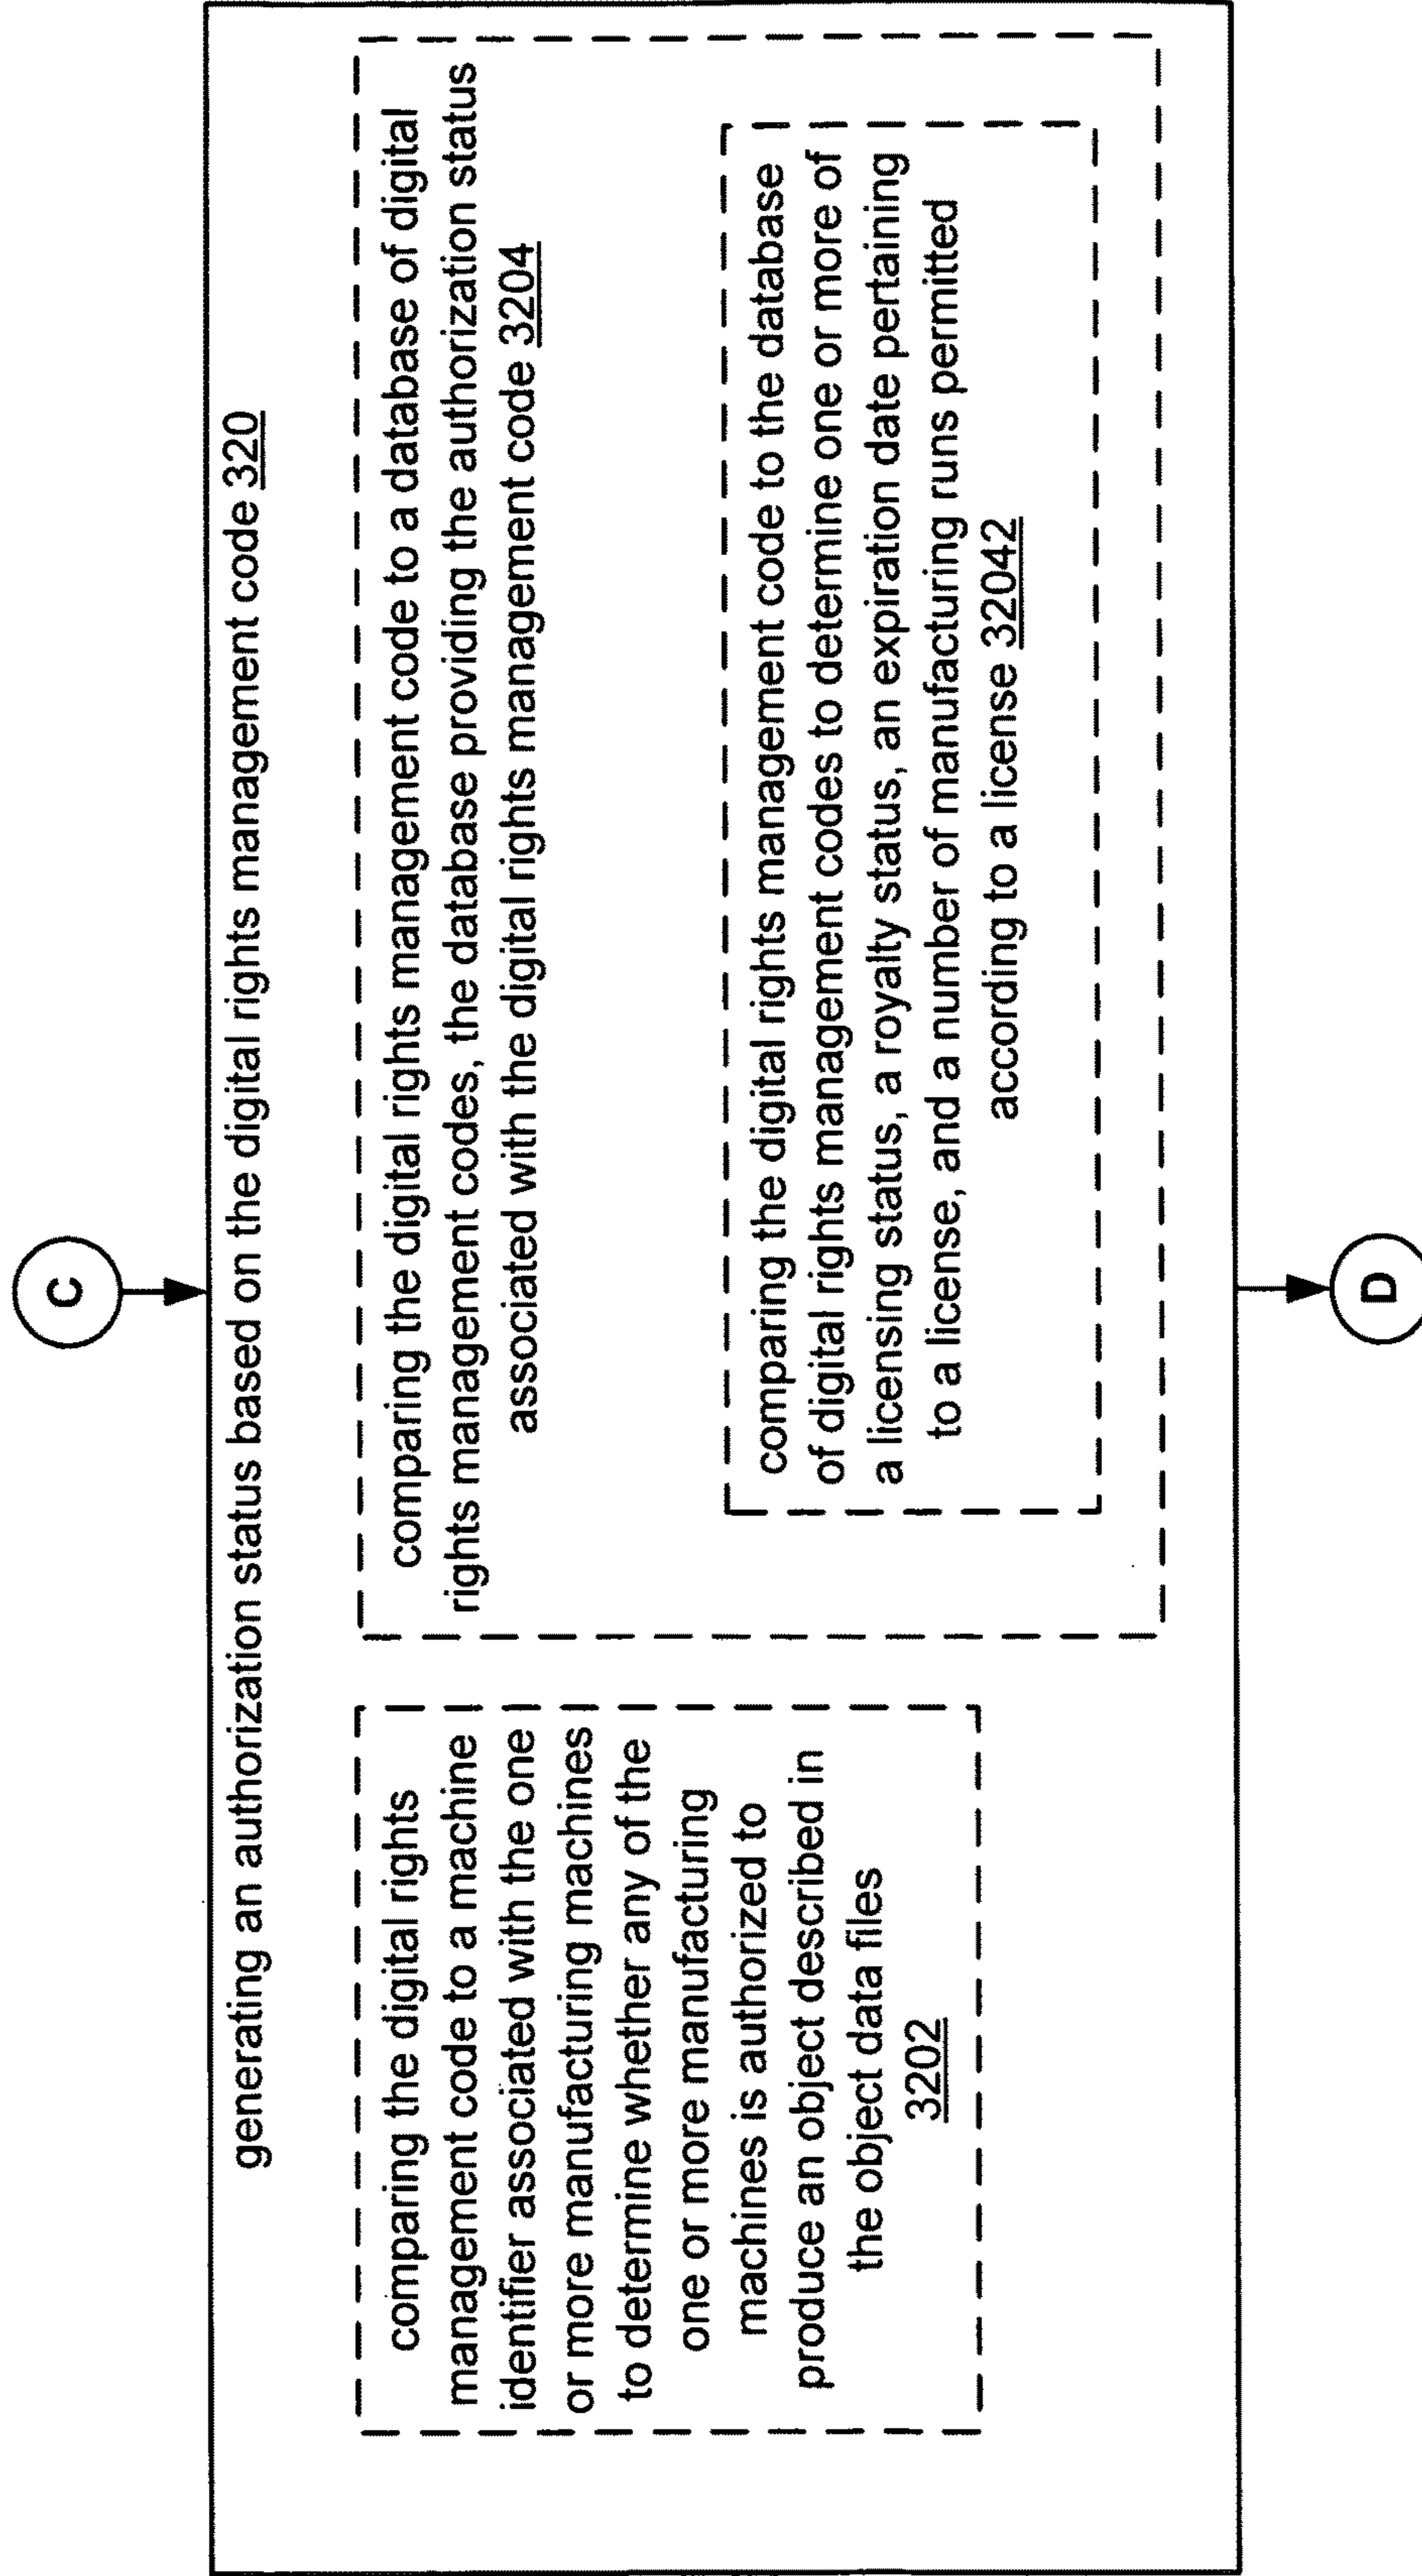 C
generating an authorization status based on the digital rights management code 320
comparing the digital rights
management code to a machine
identifier associated with the one
or more manufacturing machines
to determine whether any of the
one or more manufacturing
machines is authorized to
produce an object described in
the object data files
3202
comparing the digital rights management code to a database of digital
rights management codes, the database providing the authorization status
associated with the digital rights management code 3204
comparing the digital rights management code to the database
of digital rights management codes to determine one or more of
a licensing status, a royalty status, an expiration date pertaining
to a license, and a number of manufacturing runs permitted
according to a license 32042
D